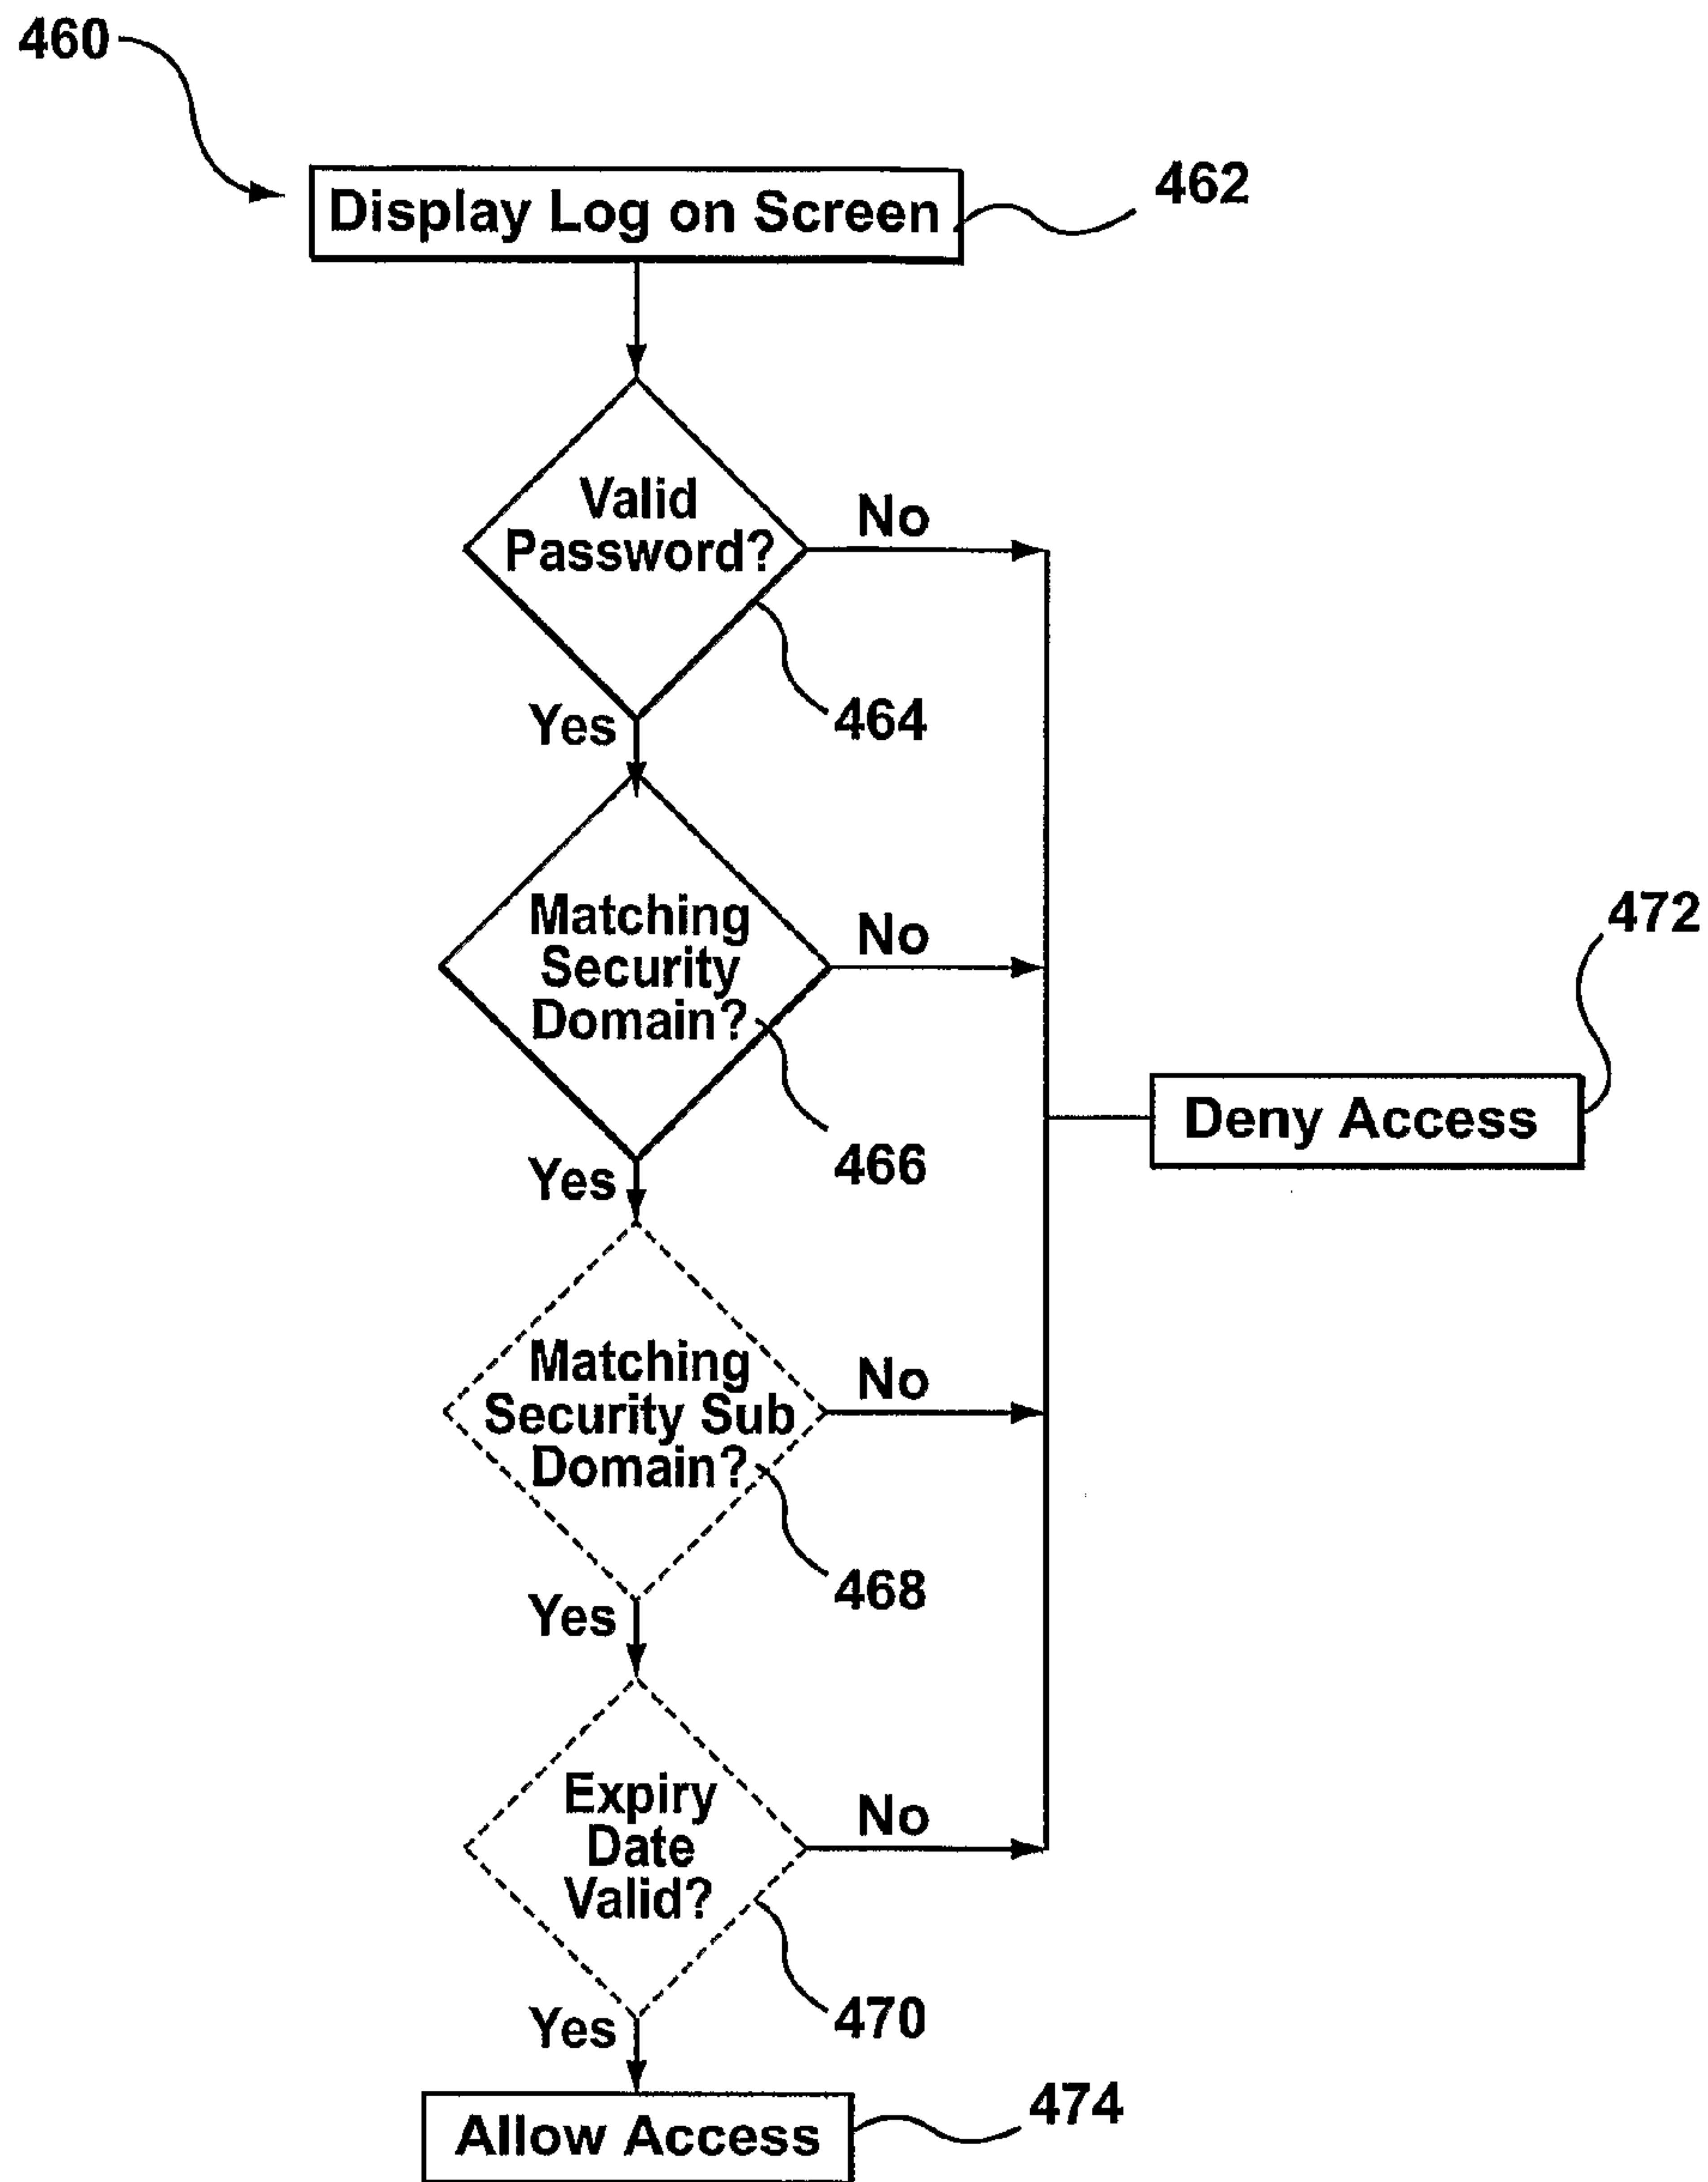 460
Display Log on Screen
462
Valid
Password?
No
464
Yes
Matching
Security
Domain?
No
466
Yes
472
Deny Access
Matching
Security Sub
Domain?
No
468
Yes
Expiry
Date
Valid?
No
470
Yes
Allow Access
474